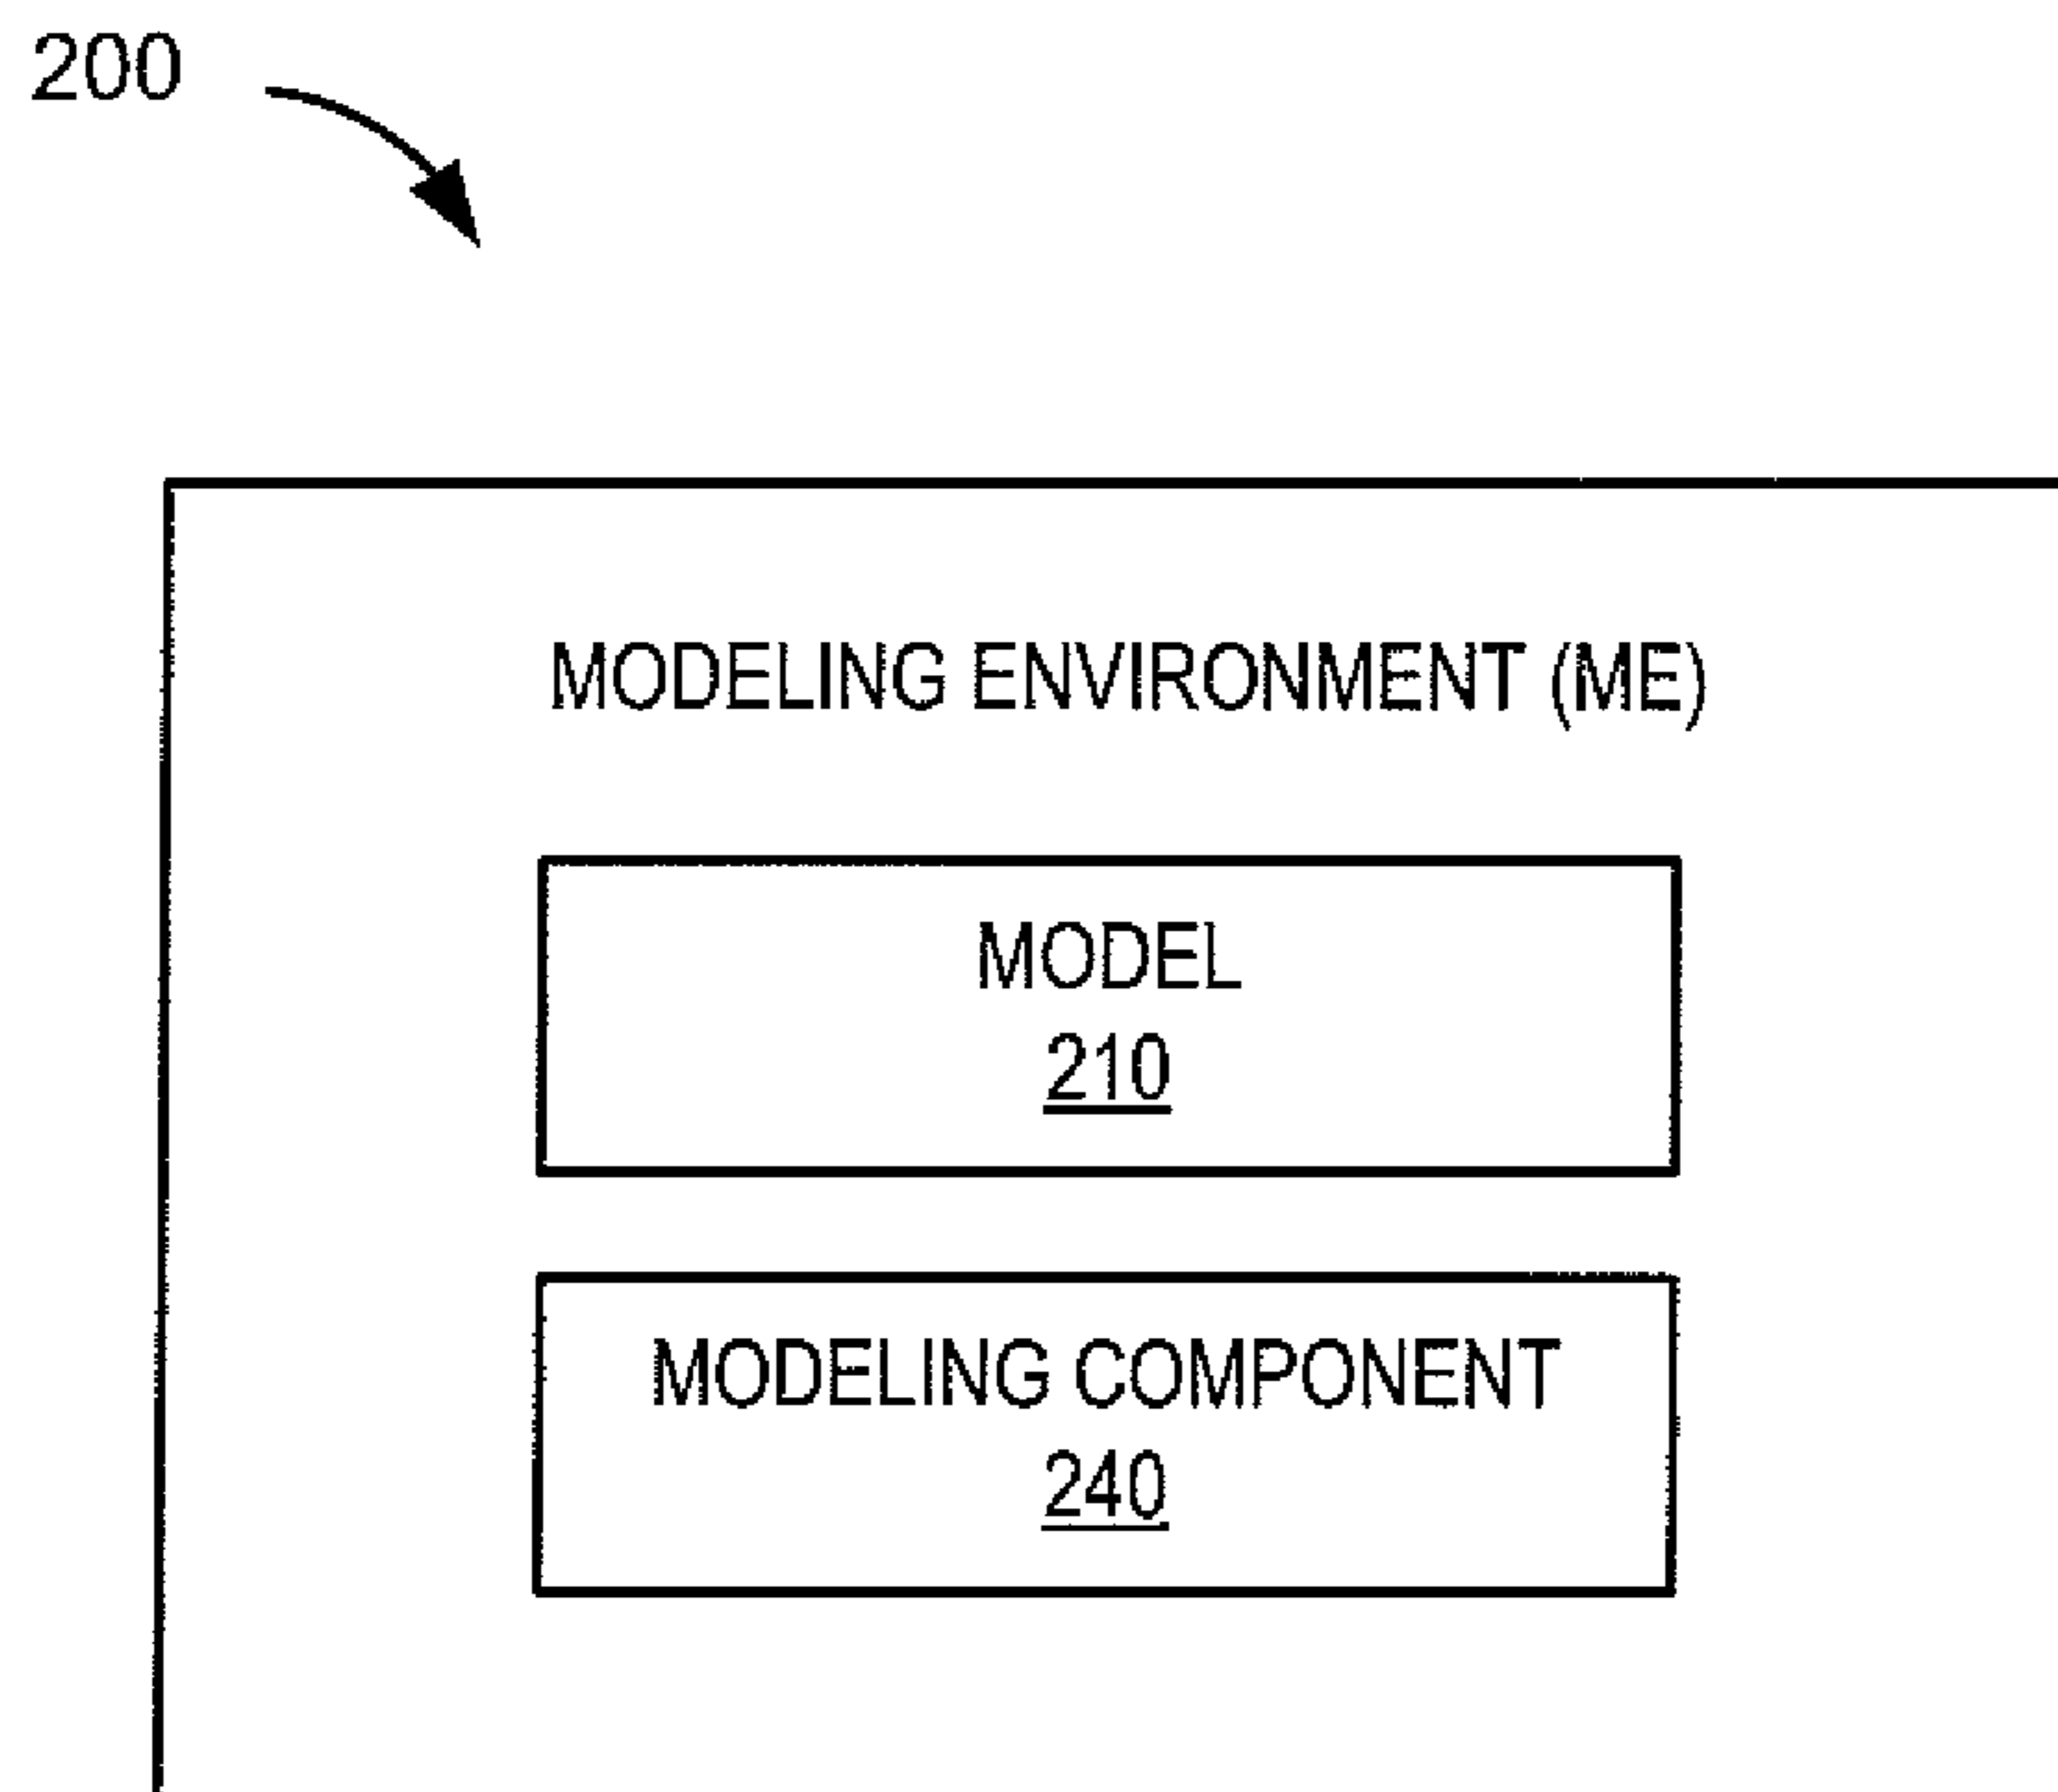 200
MODELING ENVIRONMENT (ME)
MODEL
210
MODELING COMPONENT
240